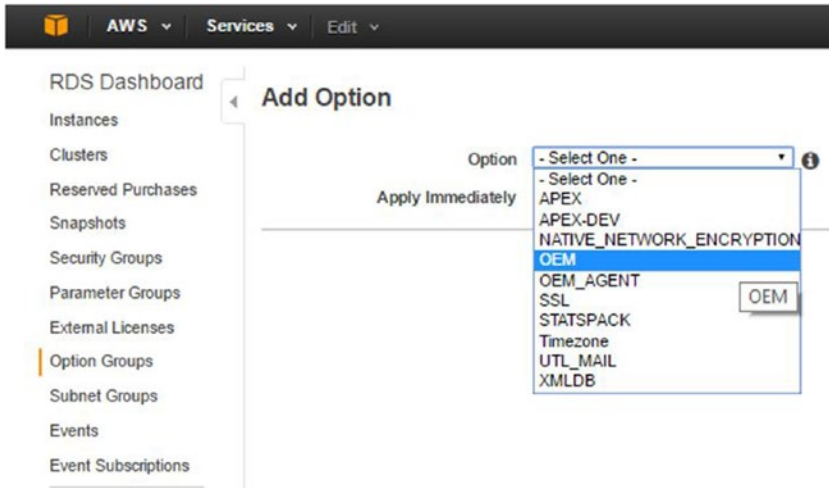 AWS Services Edit
RDS Dashboard
Instances
Clusters
Reserved Purchases
Snapshots
Security Groups
Parameter Groups
External Licenses
Option Groups
Subnet Groups
Events
Event Subscriptions
Add Option
Option - Select One -
Apply Immediately
- Select One -
APEX
APEX-DEV
NATIVE_NETWORK_ENCRYPTION
OEM
OEM_AGENT
SSL
STATSPACK
Timezone
UTL_MAIL
XMLDB
OEM